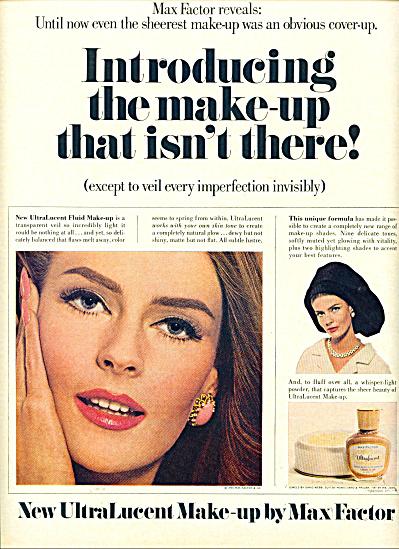 Max Factor reveals:
Until now even the sheerest make-up was an obvious cover-up.
Introducing
the make-up
that isn't there!
(except to veil every imperfection invisibly)
New UltraLucent Fluid Make-up is a
transparent veil so incredibly light it
could be nothing at all... and yet, so deli-
cately balanced that flaws melt away, color
seems to spring from within. UltraLucent
works with your own skin tone to create
a completely natural glow... dewy but not
shiny, matte but not flat. All subtle lustre.
This unique formula has made it pos-
sible to create a completely new range of
make-up shades. Nine delicate tones,
softly muted yet glowing with vitality,
plus two highlighting shades to accent
your best features.
And, to fluff over all, a whisper-light
powder, that captures the sheer beauty of
UltraLucent Make-up.
UltraLucent
New UltraLucent Make-up by Max Factor